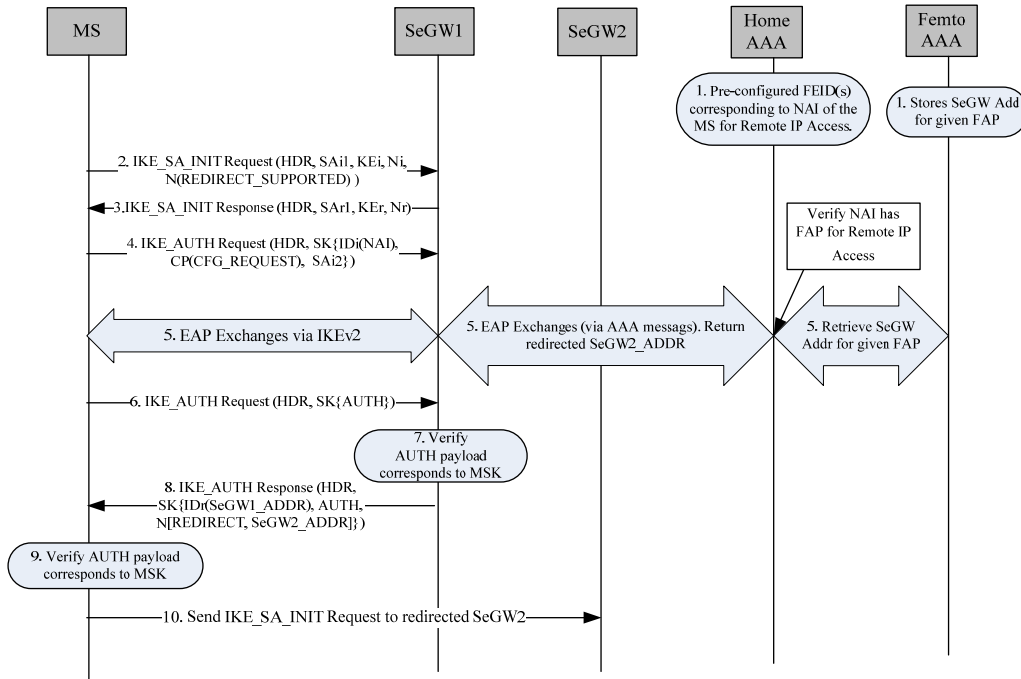 MS
SeGW1
SeGW2
Home
AAA
Femto
AAA
1. Pre-configured FEID(s)
corresponding to NAI of the
MS for Remote IP Access.
1. Stores SeGW Add
for given FAP
2. IKE_SA_INIT Request (HDR, SAi1, KEi, Ni,
N(REDIRECT_SUPPORTED) )
3.IKE_SA_INIT Response (HDR, SAr1, KEr, Nr)
4. IKE_AUTH Request (HDR, SK{IDi(NAI),
CP(CFG_REQUEST), SAi2})
Verify NAI has
FAP for Remote IP
Access
5. EAP Exchanges via IKEv2
5. EAP Exchanges (via AAA messags). Return
redirected SeGW2_ADDR
5. Retrieve SeGW
Addr for given FAP
6. IKE_AUTH Request (HDR, SK{AUTH})
7. Verify
AUTH payload
corresponds to MSK
8. IKE_AUTH Response (HDR,
SK{IDr(SeGW1_ADDR), AUTH,
N[REDIRECT, SeGW2_ADDR]})
9. Verify AUTH payload
corresponds to MSK
10. Send IKE_SA_INIT Request to redirected SeGW2